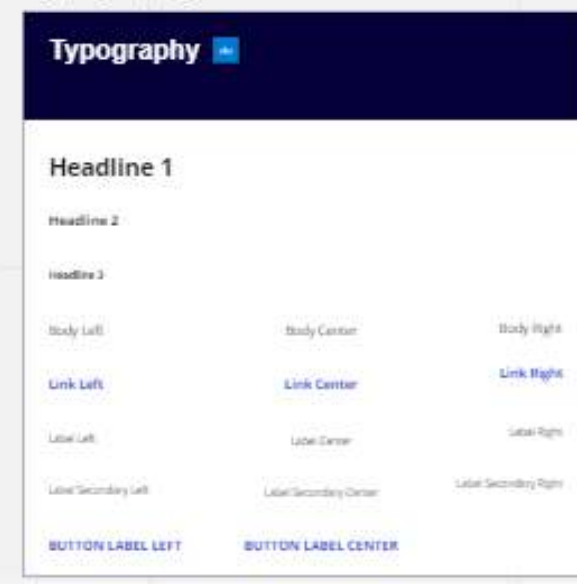 Typography
Headline 1
Headline 2
Headline 3
Body Left Body Center Body Right
Link Left Link Center Link Right
Label Left Label Center Label Right
Label Secondary Left Label Secondary Center Label Secondary Right
BUTTON LABEL LEFT BUTTON LABEL CENTER